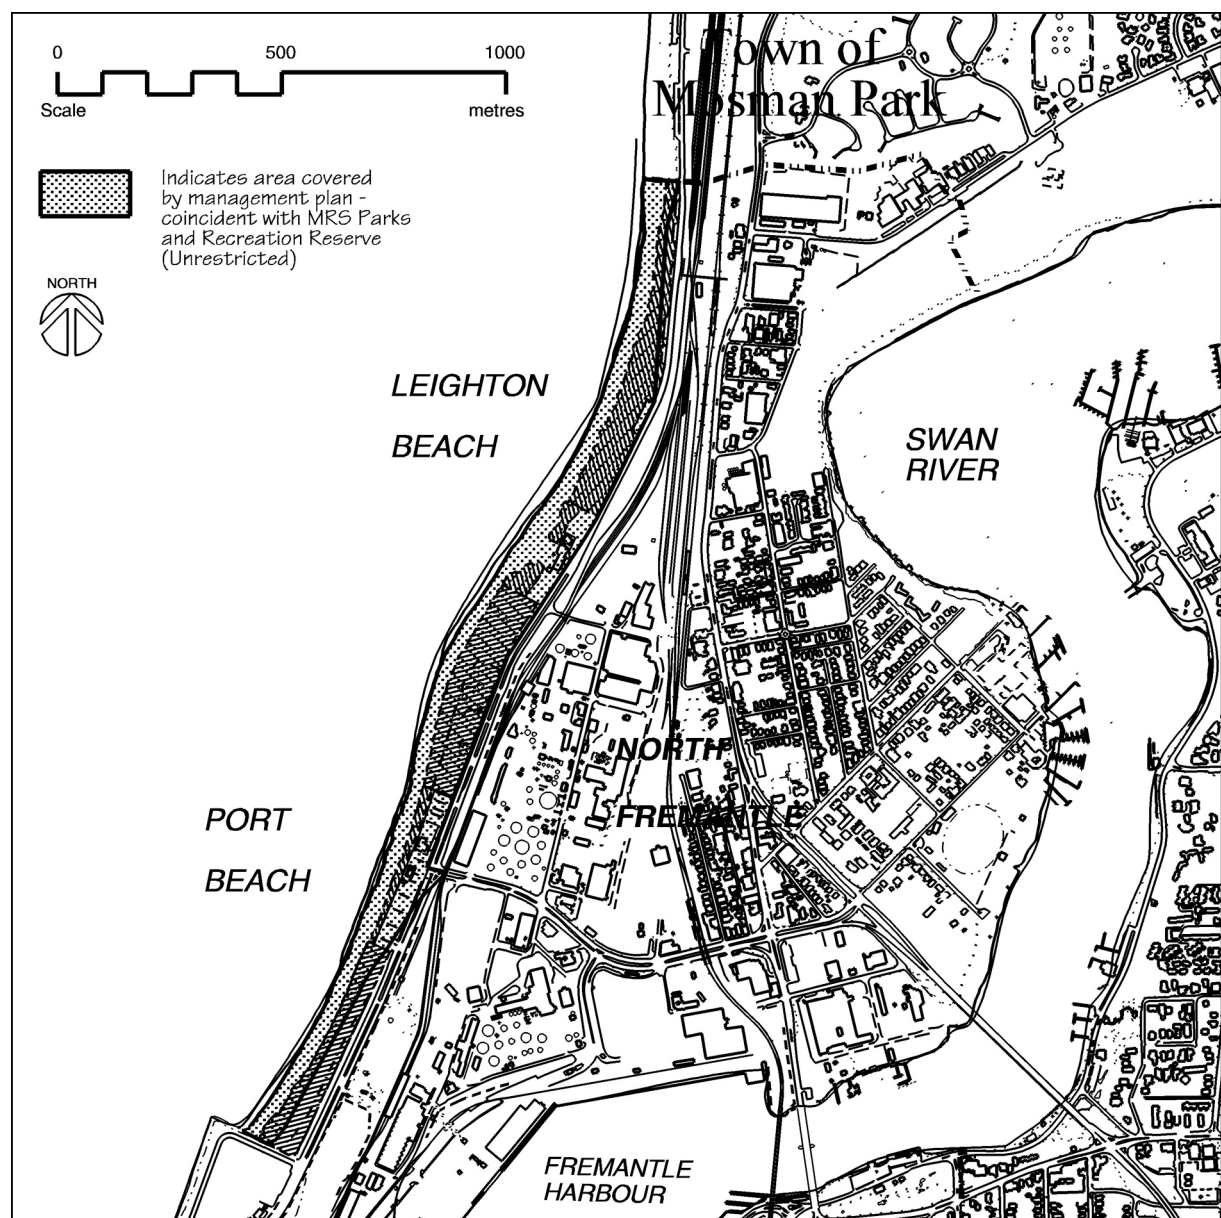 0 500 1000
Scale metres
Town of
Mosman Park
Indicates area covered
by management plan -
coincident with MRS Parks
and Recreation Reserve
(Unrestricted)
NORTH
PO
LEIGHTON
BEACH
SWAN
RIVER
NORTH
FREMANTLE
PORT
BEACH
FREMANTLE
HARBOUR